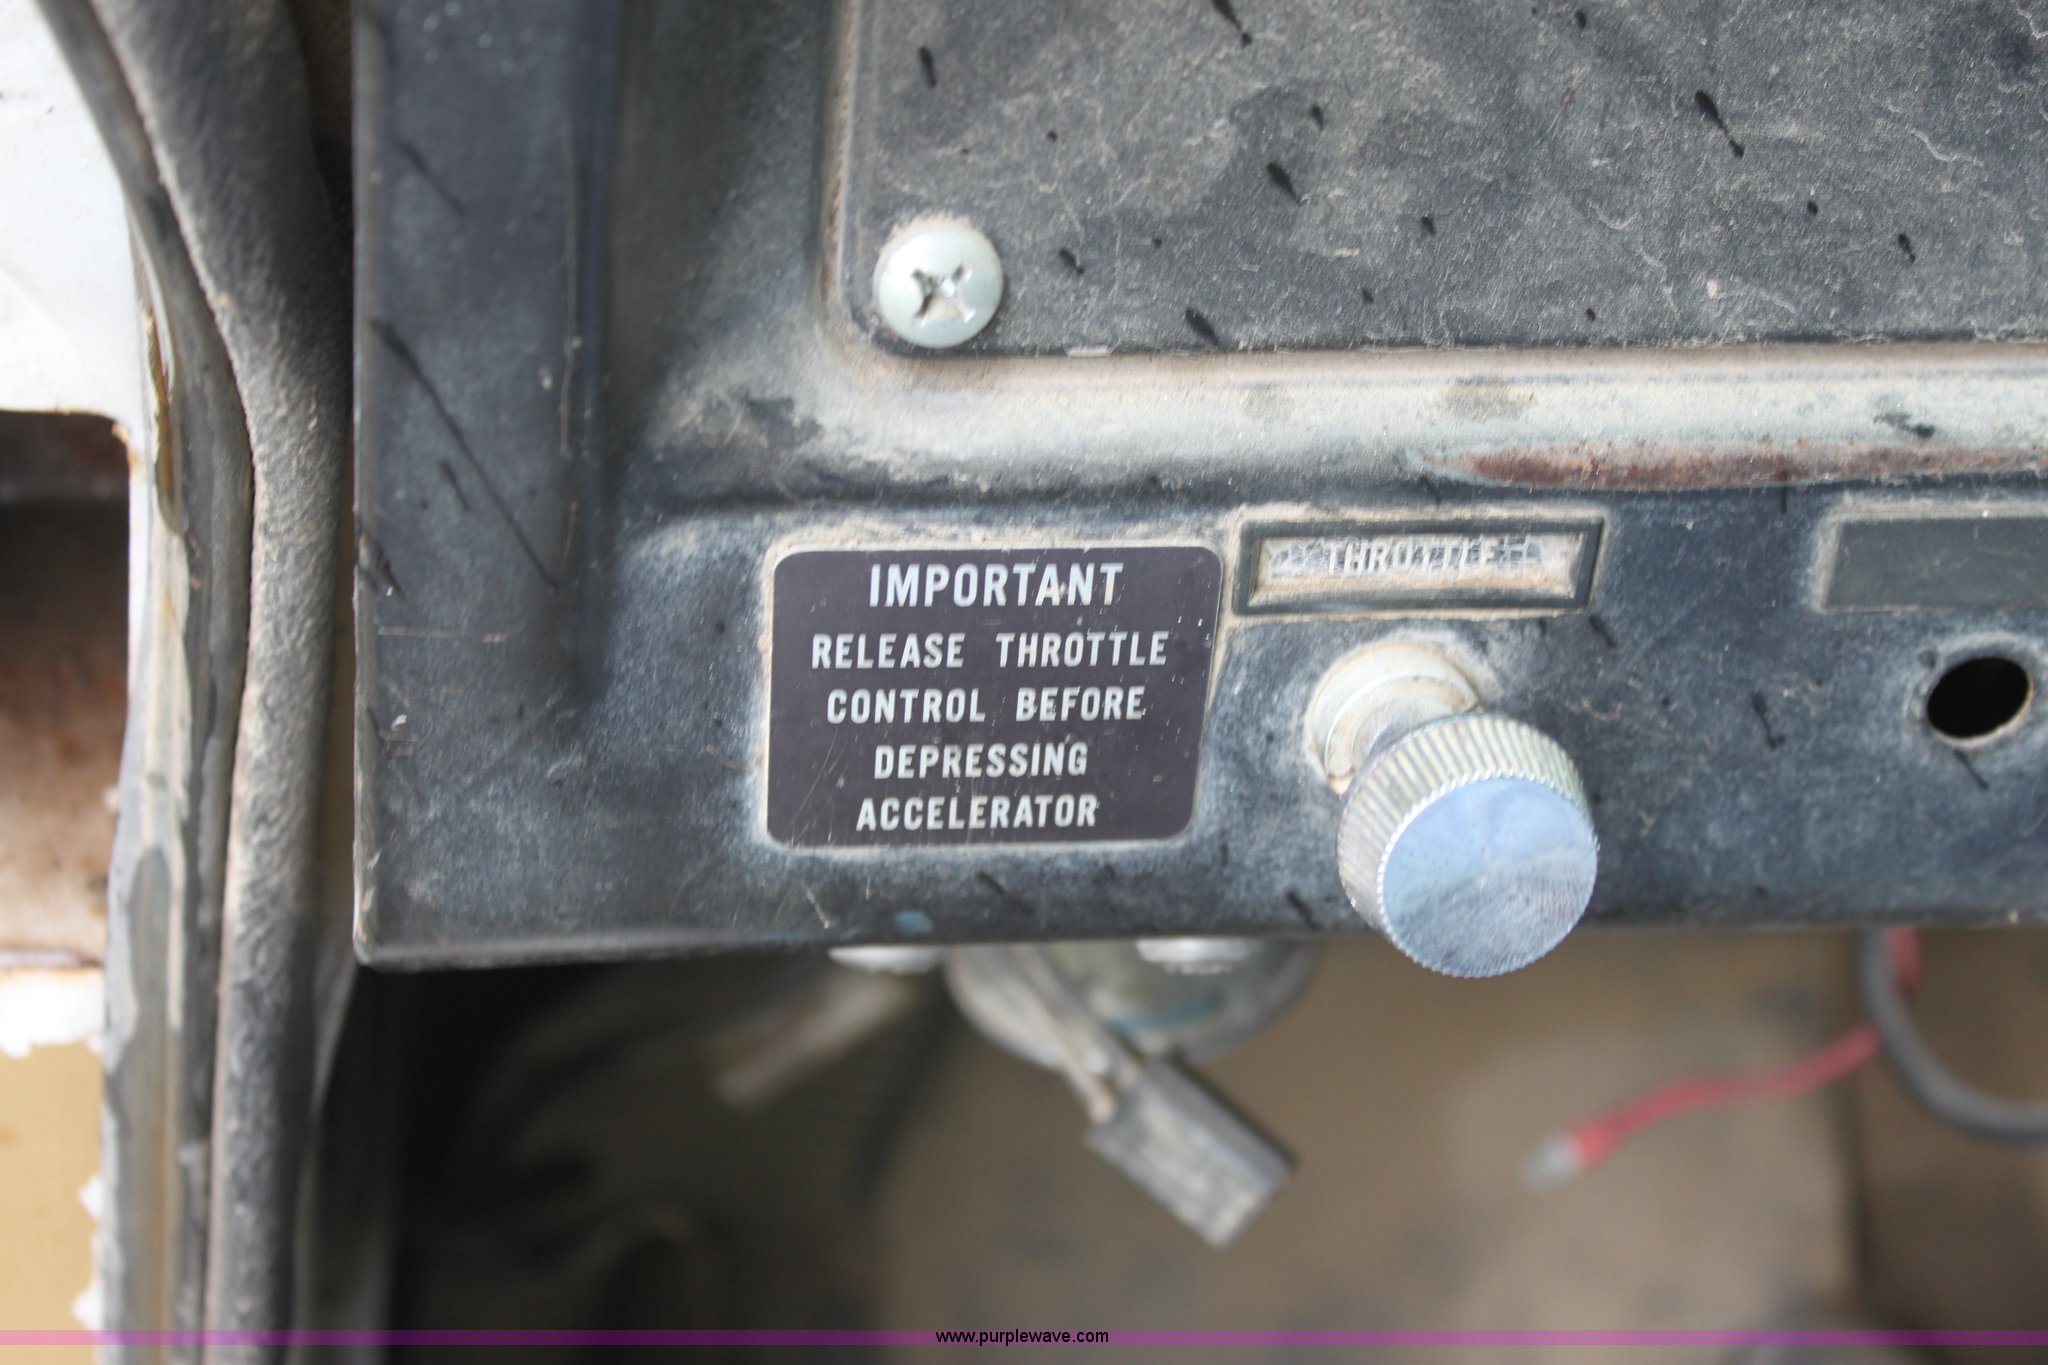 IMPORTANT
RELEASE THROTTLE
CONTROL BEFORE
DEPRESSING
ACCELERATOR
THROTTLE
www.purplewave.com